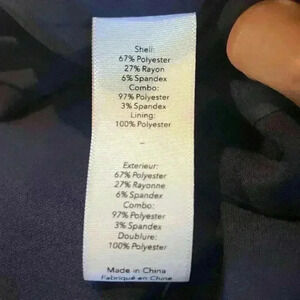 Shell:
67% Polyester
27% Rayon
6% Spandex
Combo:
97% Polyester
3% Spandex
Lining:
100% Polyester
-
Exterieur:
67% Polyester
27% Rayonne
6% Spandex
Combo:
97% Polyester
3% Spandex
Doublure:
100% Polyester
Made in China
Fabriqué en Chine